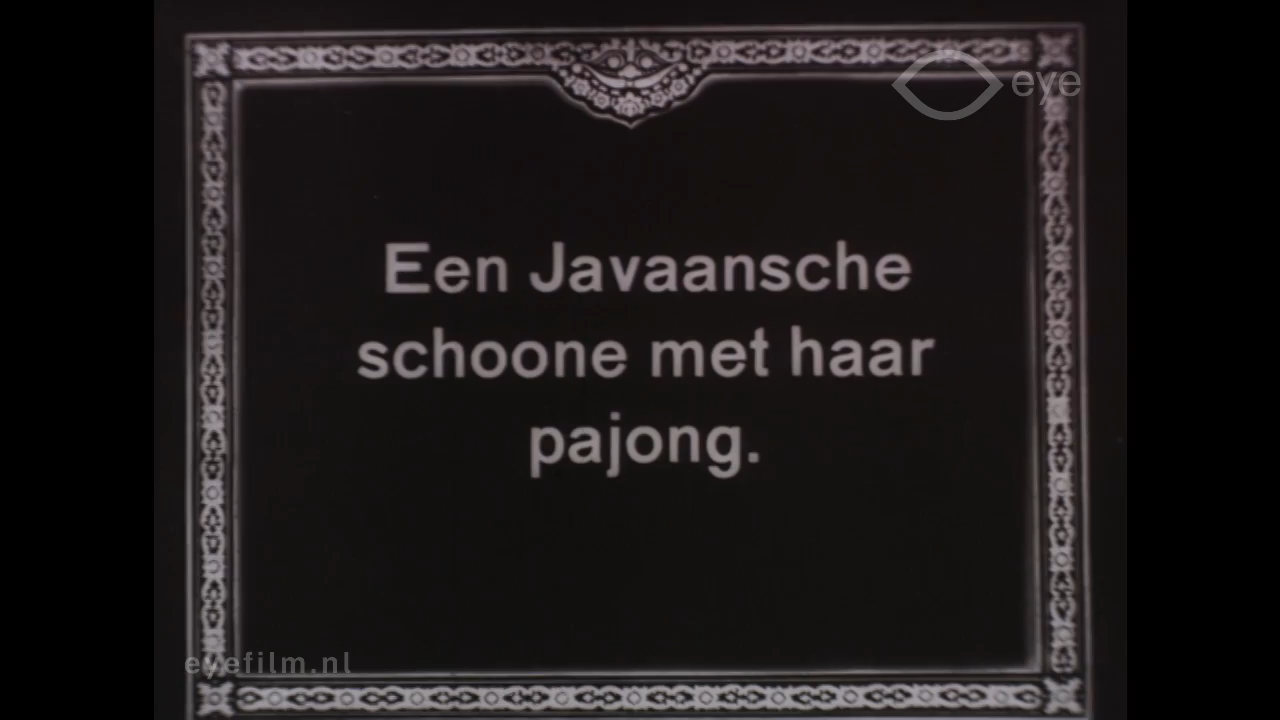 eye
Een Javaansche
schoone met haar
pajong.
eyefilm.nl